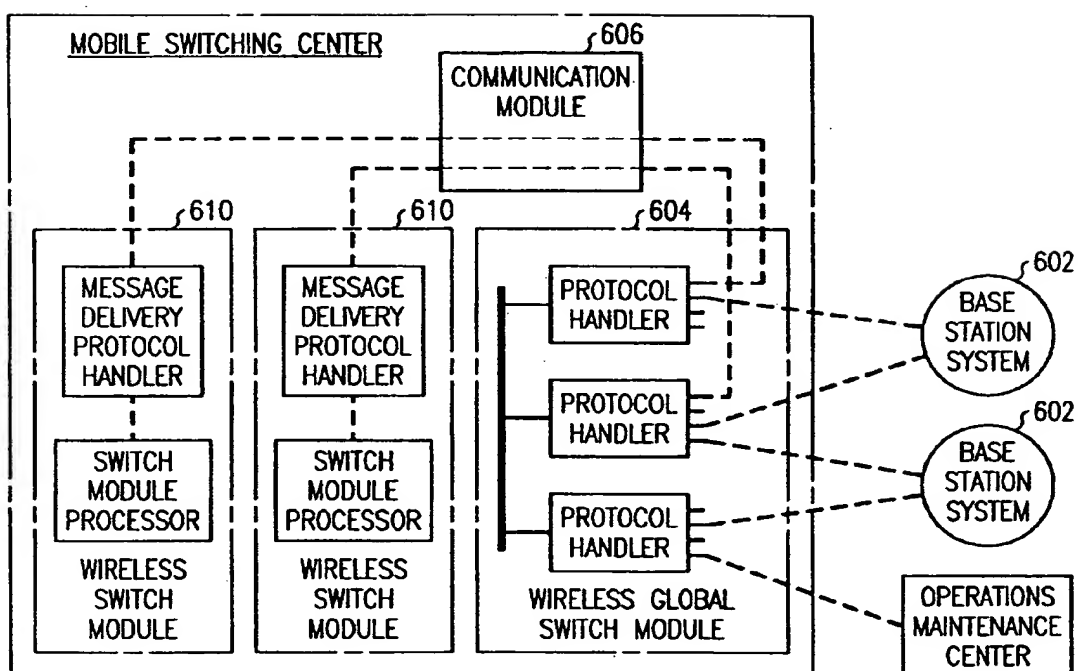 MOBILE SWITCHING CENTER
606
COMMUNICATION
MODULE
610
MESSAGE
DELIVERY
PROTOCOL
HANDLER
SWITCH
MODULE
PROCESSOR
WIRELESS
SWITCH
MODULE
610
MESSAGE
DELIVERY
PROTOCOL
HANDLER
SWITCH
MODULE
PROCESSOR
WIRELESS
SWITCH
MODULE
604
PROTOCOL
HANDLER
PROTOCOL
HANDLER
PROTOCOL
HANDLER
WIRELESS GLOBAL
SWITCH MODULE
602
BASE
STATION
SYSTEM
602
BASE
STATION
SYSTEM
OPERATIONS
MAINTENANCE
CENTER